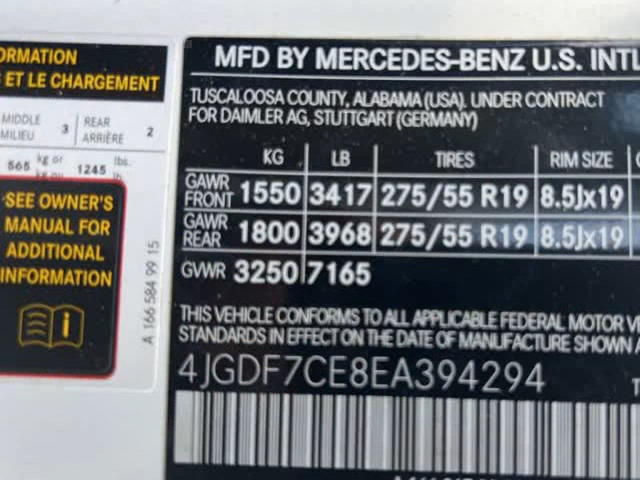 ORMATION
ET LE CHARGEMENT
MIDDLE
MILIEU 3
REAR
ARRIÈRE 2
565 kg or 1245 lbs.
SEE OWNER'S
MANUAL FOR
ADDITIONAL
INFORMATION
A 166 584 99 15
MFD BY MERCEDES-BENZ U.S. INTL
TUSCALOOSA COUNTY, ALABAMA (USA). UNDER CONTRACT
FOR DAIMLER AG, STUTTGART (GERMANY)
KG LB TIRES RIM SIZE
GAWR FRONT 1550 3417 275/55 R19 8.5Jx19
GAWR REAR 1800 3968 275/55 R19 8.5Jx19
GVWR 3250 7165
THIS VEHICLE CONFORMS TO ALL APPLICABLE FEDERAL MOTOR VE
STANDARDS IN EFFECT ON THE DATE OF MANUFACTURE SHOWN A
4JGDF7CE8EA394294